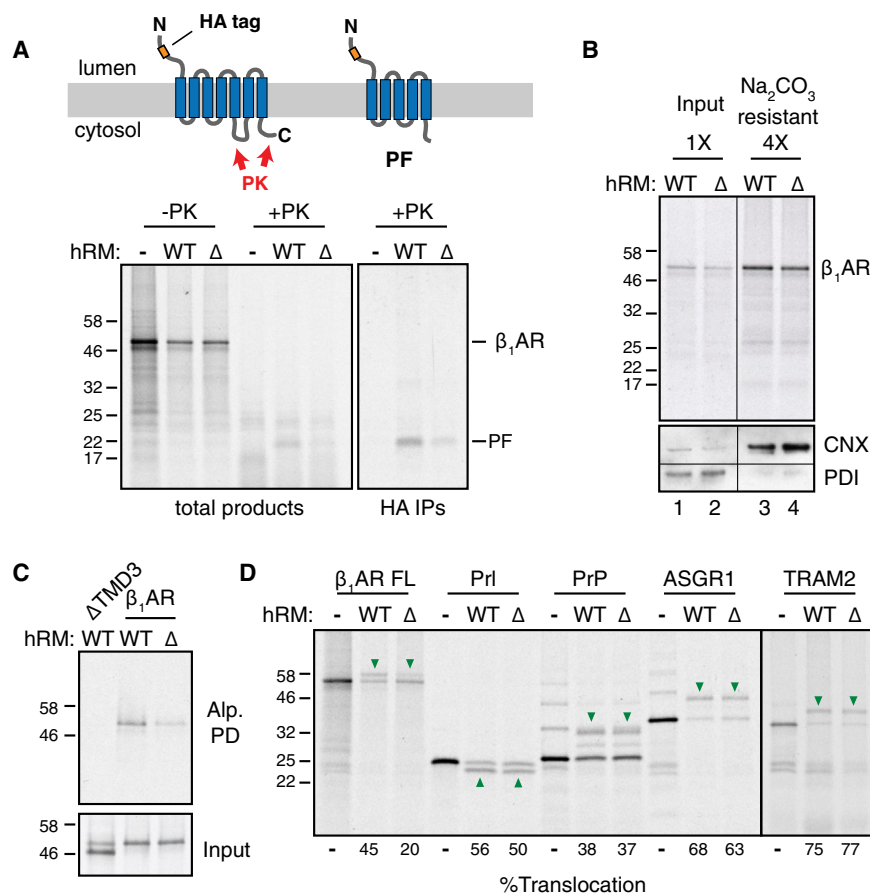 A
N
HA tag
N
lumen
cytosol
C
PK
PF
-PK +PK +PK
hRM: - WT Δ - WT Δ - WT Δ
58
46
32
25
22
17
β₁AR
PF
total products HA IPs
B
Input Na₂CO₃ resistant
1X 4X
hRM: WT Δ WT Δ
58
46
32
25
22
17
β₁AR
CNX
PDI
1 2 3 4
C
ΔTMD3 β₁AR
hRM: WT WT Δ
58
46
Alp. PD
58
46
Input
D
β₁AR FL Prl PrP ASGR1 TRAM2
hRM: - WT Δ - WT Δ - WT Δ - WT Δ - WT Δ
58
46
32
25
22
- 45 20 - 56 50 - 38 37 - 68 63 - 75 77
%Translocation